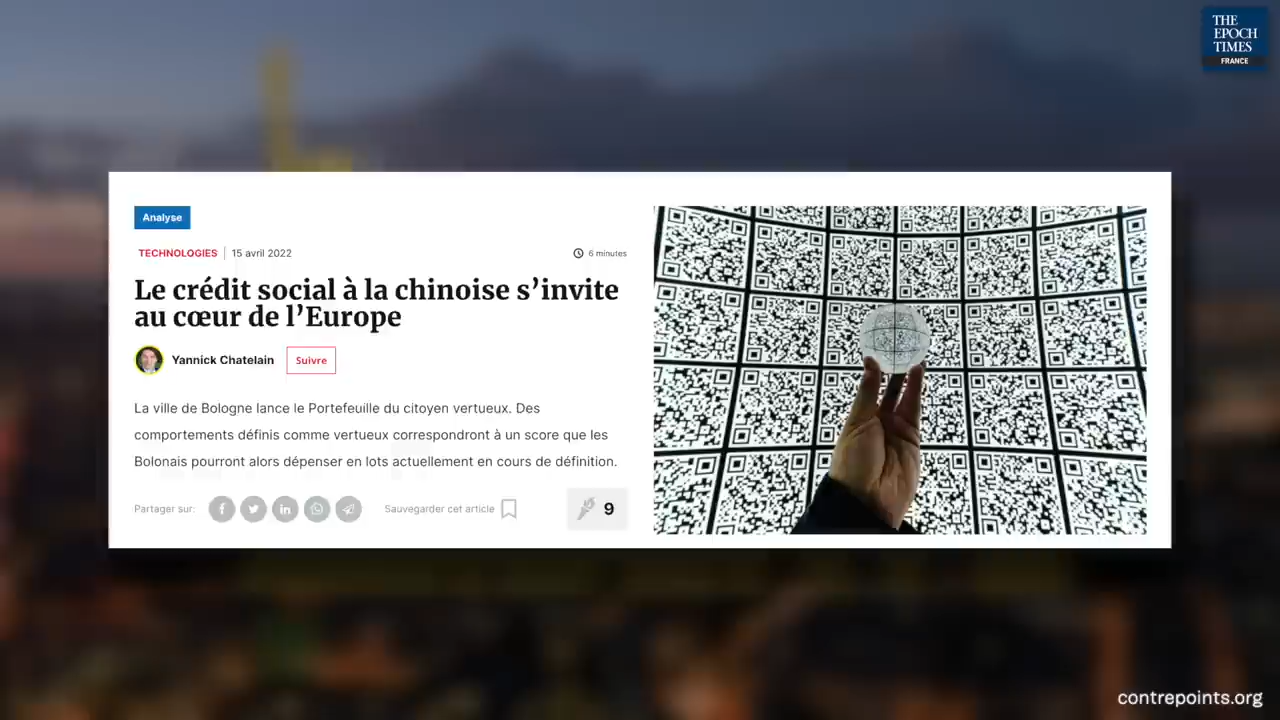 THE
EPOCH
TIMES
FRANCE
Analyse
TECHNOLOGIES
15 avril 2022
6 minutes
Le crédit social à la chinoise s’invite
au cœur de l’Europe
Yannick Chatelain
Suivre
La ville de Bologne lance le Portefeuille du citoyen vertueux. Des
comportements définis comme vertueux correspondront à un score que les
Bolonais pourront alors dépenser en lots actuellement en cours de définition.
Partager sur:
Sauvegarder cet article
9
contrepoints.org